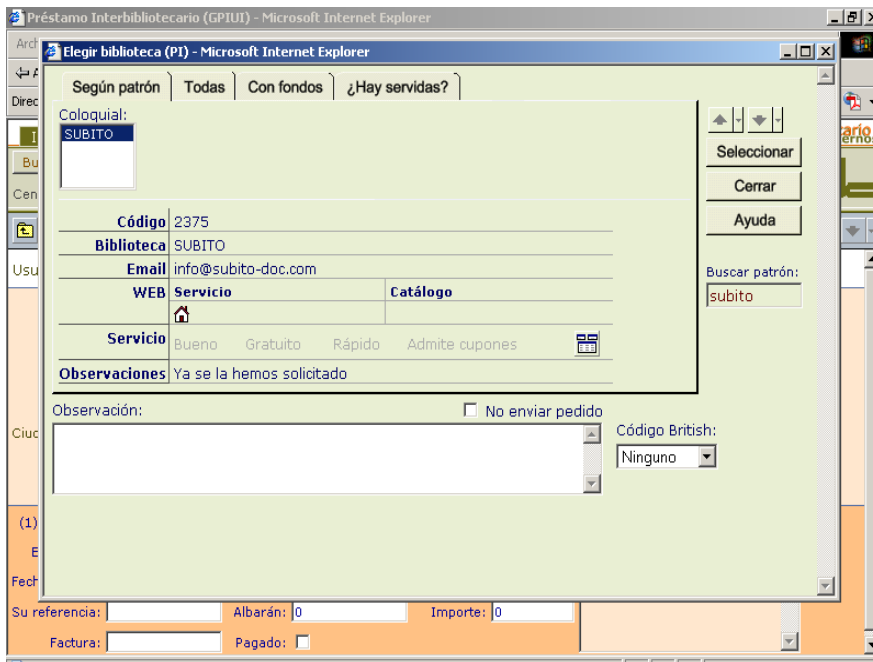 Préstamo Interbibliotecario (GPIUI) - Microsoft Internet Explorer
Elegir biblioteca (PI) - Microsoft Internet Explorer
Según patrón Todas Con fondos ¿Hay servidas?
Coloquial:
SUBITO
Seleccionar
Cerrar
Ayuda
Código 2375
Biblioteca SUBITO
Email info@subito-doc.com
WEB Servicio Catálogo
Buscar patrón:
subito
Servicio Bueno Gratuito Rápido Admite cupones
Observaciones Ya se la hemos solicitado
Observación: No enviar pedido
Código British:
Ninguno
(1)
Su referencia: Albarán: 0 Importe: 0
Factura: Pagado: